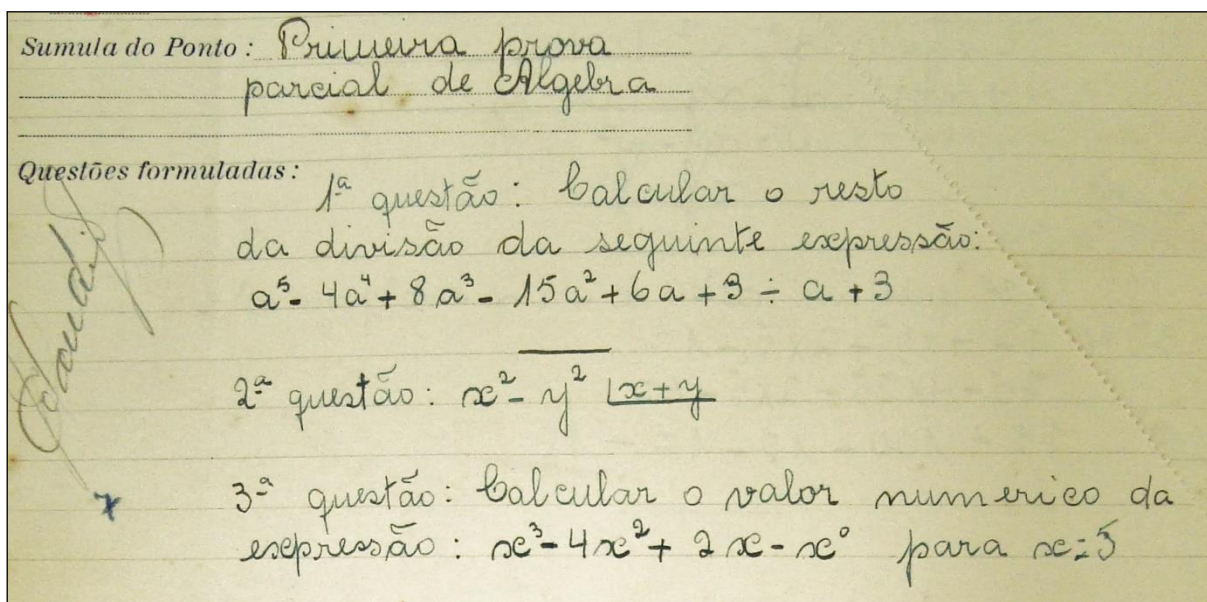 Sumula do Ponto: Primeira prova
parcial de Algebra
Questões formuladas:
1ª questão: Calcular o resto
da divisão da seguinte expressão:
a⁵- 4a⁴+ 8a³- 15a²+6a+3 ÷ a+3
2ª questão: x²- y² |x+y
3ª questão: Calcular o valor numerico da
expressão: x³-4x²+ 2x-x⁰ para x=5